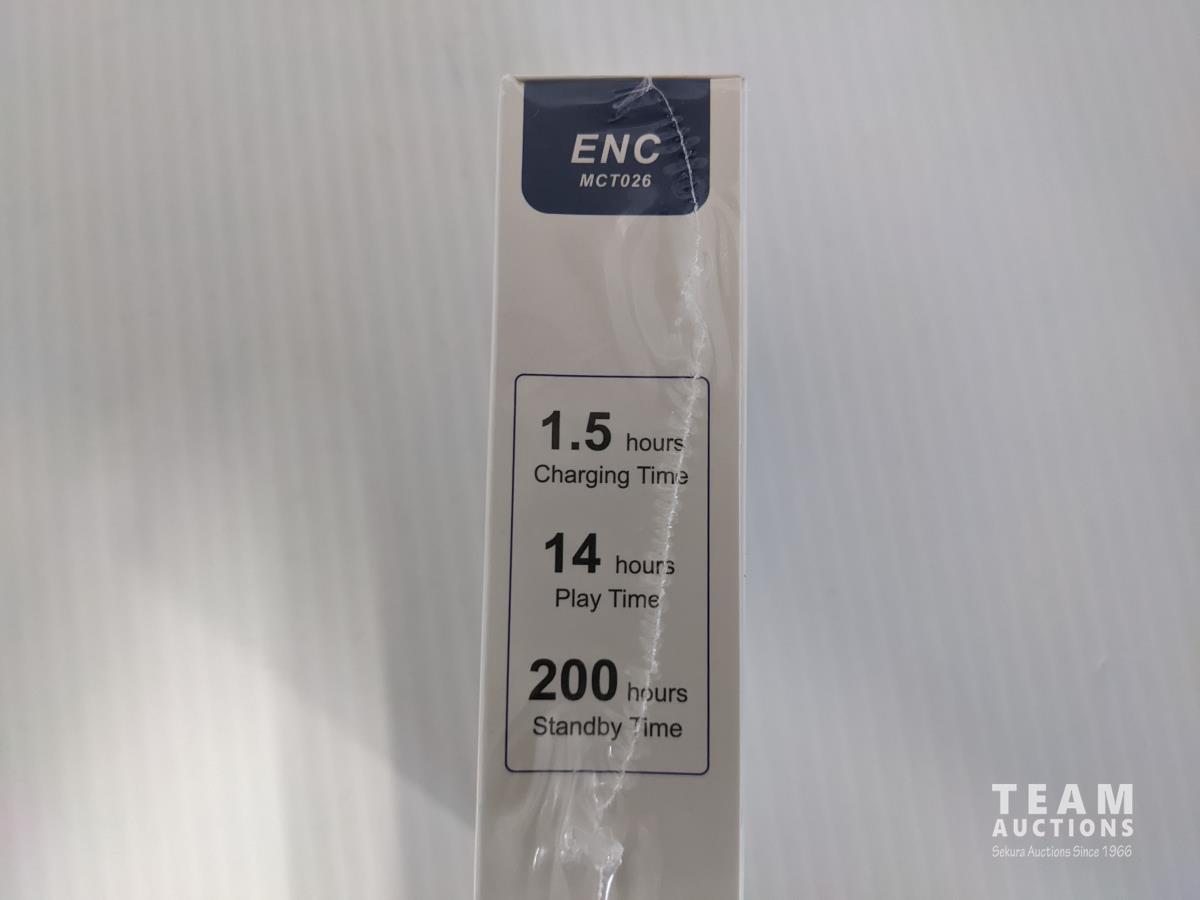 ENC
MCT026
1.5 hours
Charging Time
14 hours
Play Time
200 hours
Standby Time
TEAM
AUCTIONS
Sekura Auctions Since 1966